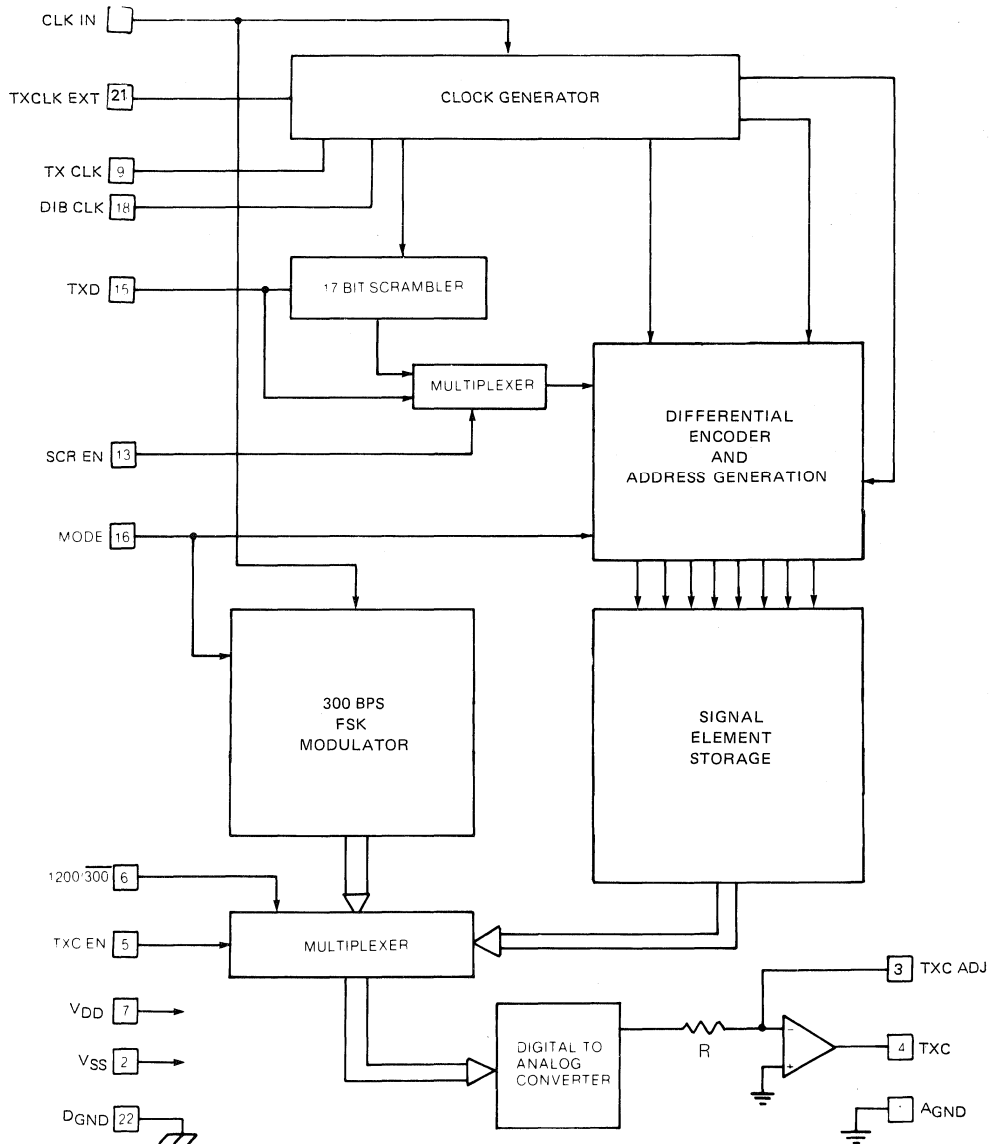 CLK IN
TXCLK EXT 21
CLOCK GENERATOR
TX CLK 9
DIB CLK 18
TXD 15
17 BIT SCRAMBLER
MULTIPLEXER
SCR EN 13
DIFFERENTIAL
ENCODER
AND
ADDRESS GENERATION
MODE 16
300 BPS
FSK
MODULATOR
SIGNAL
ELEMENT
STORAGE
1200/300 6
TXC EN 5
MULTIPLEXER
3 TXC ADJ
VDD 7
R
−
+
4 TXC
VSS 2
DIGITAL TO
ANALOG
CONVERTER
DGND 22
AGND